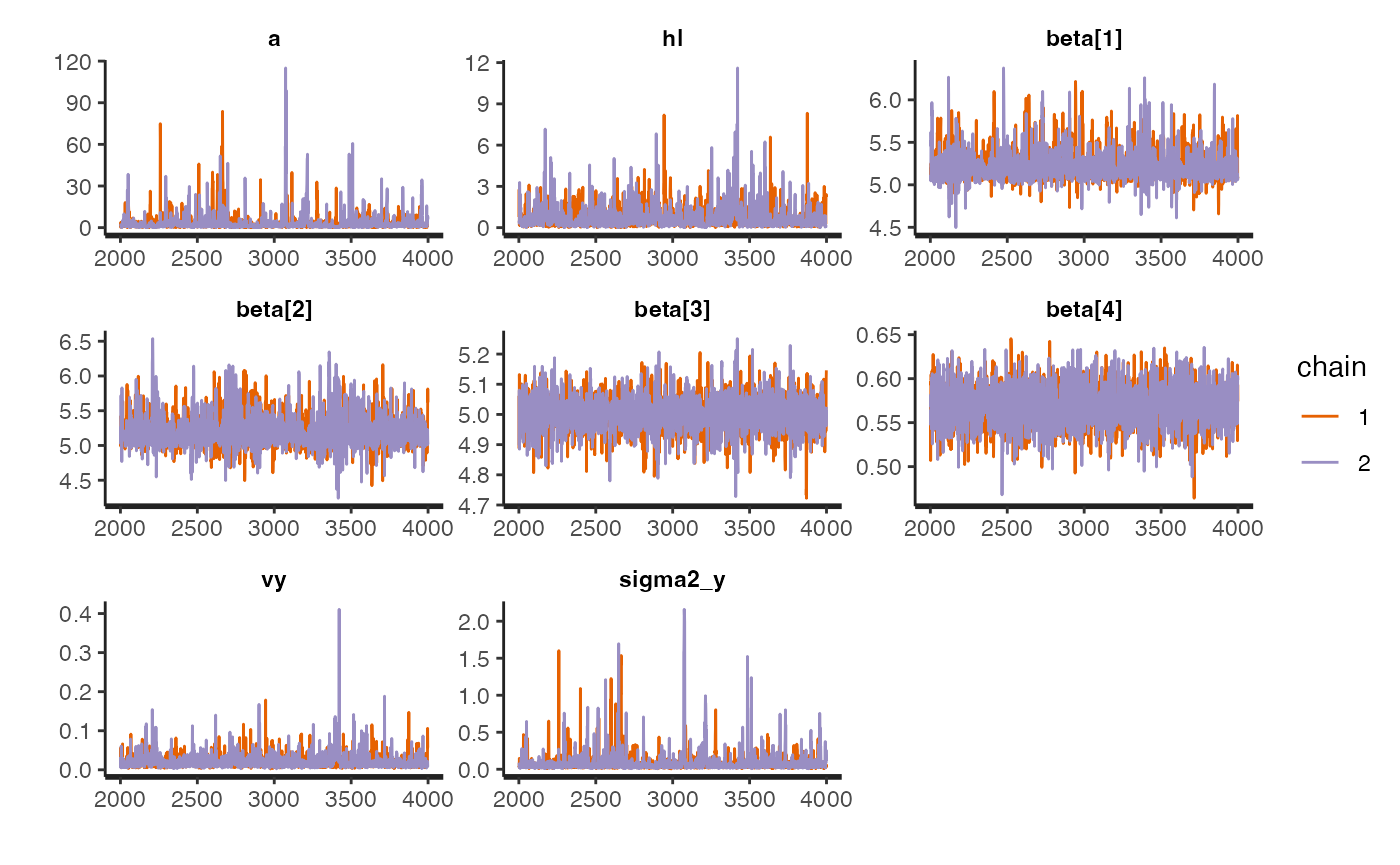 a
120
90
60
30
0
2000 2500 3000 3500 4000
hl
12
9
6
3
0
2000 2500 3000 3500 4000
beta[1]
6.0
5.5
5.0
4.5
2000 2500 3000 3500 4000
beta[2]
6.5
6.0
5.5
5.0
4.5
2000 2500 3000 3500 4000
beta[3]
5.2
5.1
5.0
4.9
4.8
4.7
2000 2500 3000 3500 4000
beta[4]
0.65
0.60
0.55
0.50
2000 2500 3000 3500 4000
vy
0.4
0.3
0.2
0.1
0.0
2000 2500 3000 3500 4000
sigma2_y
2.0
1.5
1.0
0.5
0.0
2000 2500 3000 3500 4000
chain
1
2